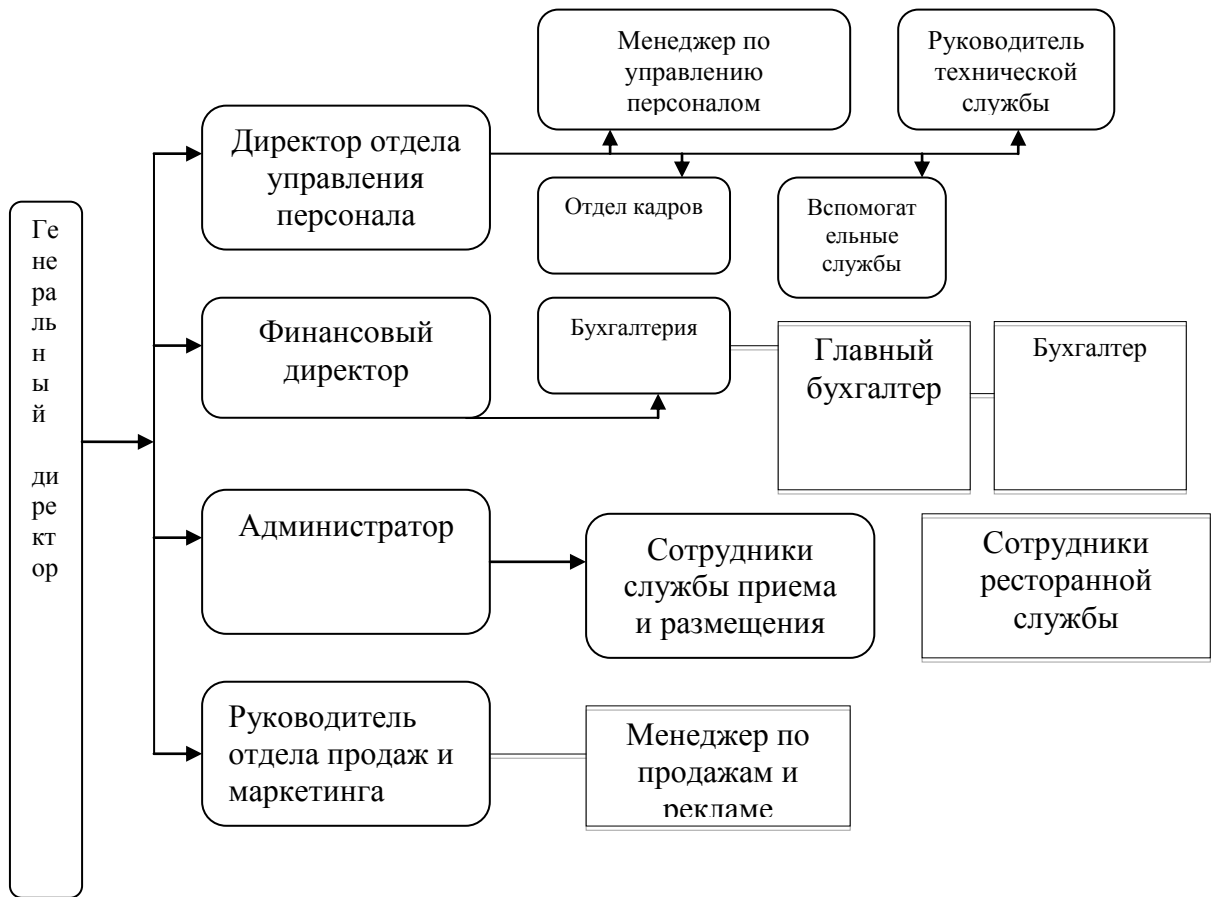 Менеджер по
управлению
персоналом
Руководитель
технической
службы
Директор отдела
управления
персонала
Отдел кадров
Вспомогат
ельные
службы
Ге
не
ра
ль
н
ы
й
ди
ре
кт
ор
Финансовый
директор
Бухгалтерия
Главный
бухгалтер
Бухгалтер
Администратор
Сотрудники
службы приема
и размещения
Сотрудники
ресторанной
службы
Руководитель
отдела продаж и
маркетинга
Менеджер по
продажам и
рекламе